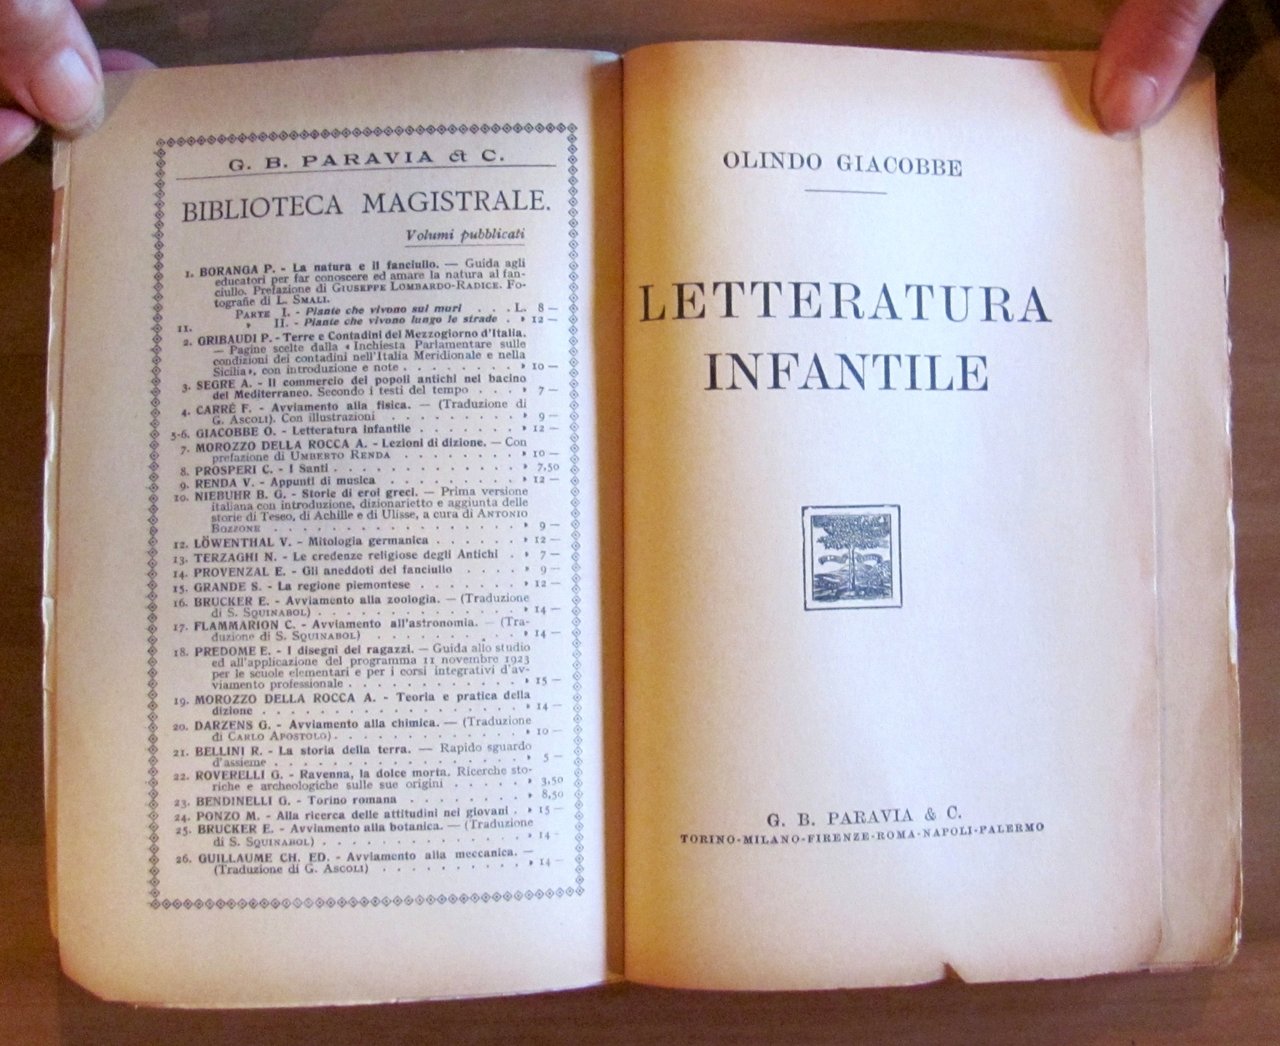 G. B. PARAVIA & C.
BIBLIOTECA MAGISTRALE.
Volumi pubblicati
1. BORANGA P. - La natura e il fanciullo. — Guida agli
educatori per far conoscere ed amare la natura al fan-
ciullo. Prefazione di GIUSEPPE LOMBARDO-RADICE. Fo-
tografie di L. SMALI.
PARTE I. - Piante che vivono sui muri . . . L. 8 —
11. » II. - Piante che vivono lungo le strade . » 12 —
2. GRIBAUDI P. - Terre e Contadini del Mezzogiorno d'Italia.
— Pagine scelte dalla «Inchiesta Parlamentare sulle
condizioni dei contadini nell'Italia Meridionale e nella
Sicilia», con introduzione e note . . . . . . . . » 10 —
3. SEGRE A. - Il commercio dei popoli antichi nel bacino
del Mediterraneo. Secondo i testi del tempo . . . » 7 —
4. CARRÉ F. - Avviamento alla fisica. — (Traduzione di
G. ASCOLI). Con illustrazioni . . . . . . . . . . » 9 —
5-6. GIACOBBE O. - Letteratura infantile . . . . . . . . » 12 —
7. MOROZZO DELLA ROCCA A. - Lezioni di dizione. — Con
prefazione di UMBERTO RENDA . . . . . . . . . » 10 —
8. PROSPERI C. - I Santi . . . . . . . . . . . . . » 7,50
9. RENDA V. - Appunti di musica . . . . . . . . . . » 12 —
10. NIEBUHR B. G. - Storie di eroi greci. — Prima versione
italiana con introduzione, dizionarietto e aggiunta delle
storie di Teseo, di Achille e di Ulisse, a cura di ANTONIO
BOZZONE . . . . . . . . . . . . . . . . . . » 9 —
12. LÖWENTHAL V. - Mitologia germanica . . . . . . . » 12 —
13. TERZAGHI N. - Le credenze religiose degli Antichi . . » 7 —
14. PROVENZAL E. - Gli aneddoti del fanciullo . . . . . » 9 —
15. GRANDE S. - La regione piemontese . . . . . . . . » 12 —
16. BRUCKER E. - Avviamento alla zoologia. — (Traduzione
di S. SQUINABOL) . . . . . . . . . . . . . . » 14 —
17. FLAMMARION C. - Avviamento all'astronomia. — (Tra-
duzione di S. SQUINABOL) . . . . . . . . . . . » 14 —
18. PREDOME E. - I disegni dei ragazzi. — Guida allo studio
ed all'applicazione del programma 11 novembre 1923
per le scuole elementari e per i corsi integrativi d'av-
viamento professionale . . . . . . . . . . . . » 15 —
19. MOROZZO DELLA ROCCA A. - Teoria e pratica della
dizione . . . . . . . . . . . . . . . . . . . » 14 —
20. DARZENS G. - Avviamento alla chimica. — (Traduzione
di CARLO APOSTOLO) . . . . . . . . . . . . . » 10 —
21. BELLINI R. - La storia della terra. — Rapido sguardo
d'assieme . . . . . . . . . . . . . . . . . . » 5 —
22. ROVERELLI G. - Ravenna, la dolce morta. Ricerche sto-
riche e archeologiche sulle sue origini . . . . . » 3,50
23. BENDINELLI G. - Torino romana . . . . . . . . . » 8,50
24. PONZO M. - Alla ricerca delle attitudini nei giovani . » 15 —
25. BRUCKER E. - Avviamento alla botanica. — (Traduzione
di S. SQUINABOL) . . . . . . . . . . . . . . » 14 —
26. GUILLAUME CH. ED. - Avviamento alla meccanica. —
(Traduzione di G. ASCOLI) . . . . . . . . . . . » 14 —
OLINDO GIACOBBE
LETTERATURA
INFANTILE
G. B. PARAVIA & C.
TORINO-MILANO-FIRENZE-ROMA-NAPOLI-PALERMO